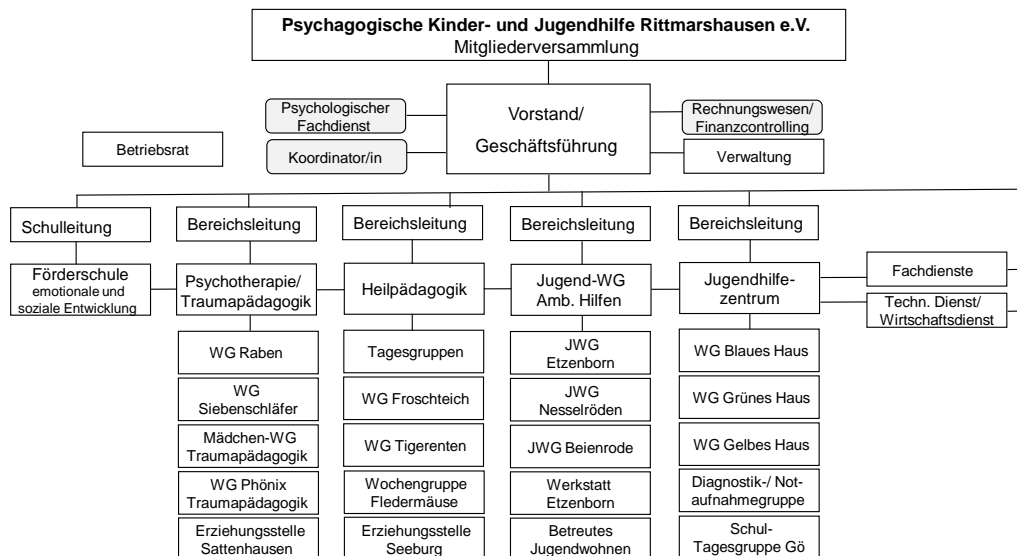 Psychagogische Kinder- und Jugendhilfe Rittmarshausen e.V.
Mitgliederversammlung
Psychologischer
Fachdienst
Koordinator/in
Vorstand/
Geschäftsführung
Rechnungswesen/
Finanzcontrolling
Verwaltung
Betriebsrat
Schulleitung
Bereichsleitung
Bereichsleitung
Bereichsleitung
Bereichsleitung
Förderschule
emotionale und
soziale Entwicklung
Psychotherapie/
Traumapädagogik
Heilpädagogik
Jugend-WG
Amb. Hilfen
Jugendhilfe-
zentrum
Fachdienste
Techn. Dienst/
Wirtschaftsdienst
WG Raben
WG
Siebenschläfer
Mädchen-WG
Traumapädagogik
WG Phönix
Traumapädagogik
Erziehungsstelle
Sattenhausen
Tagesgruppen
WG Froschteich
WG Tigerenten
Wochengruppe
Fledermäuse
Erziehungsstelle
Seeburg
JWG
Etzenborn
JWG
Nesselröden
JWG Beienrode
Werkstatt
Etzenborn
Betreutes
Jugendwohnen
WG Blaues Haus
WG Grünes Haus
WG Gelbes Haus
Diagnostik-/ Not-
aufnahmegruppe
Schul-
Tagesgruppe Gö